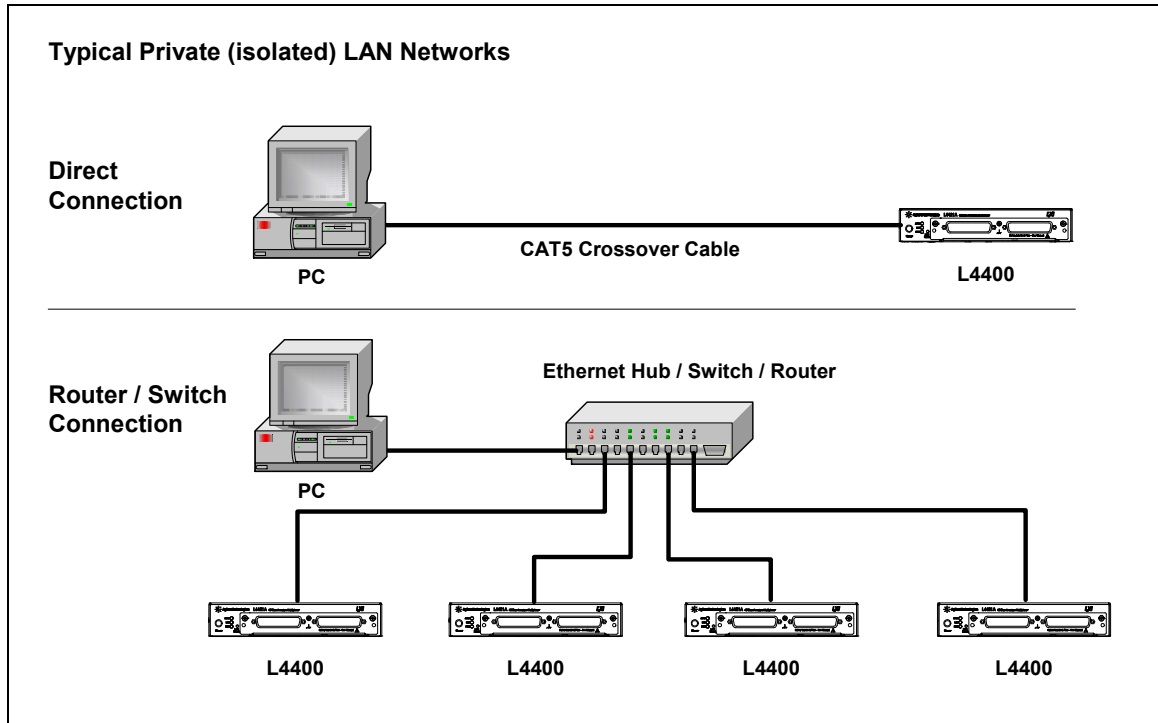 Typical Private (isolated) LAN Networks
Direct
Connection
CAT5 Crossover Cable
PC
L4400
Ethernet Hub / Switch / Router
Router / Switch
Connection
PC
L4400
L4400
L4400
L4400